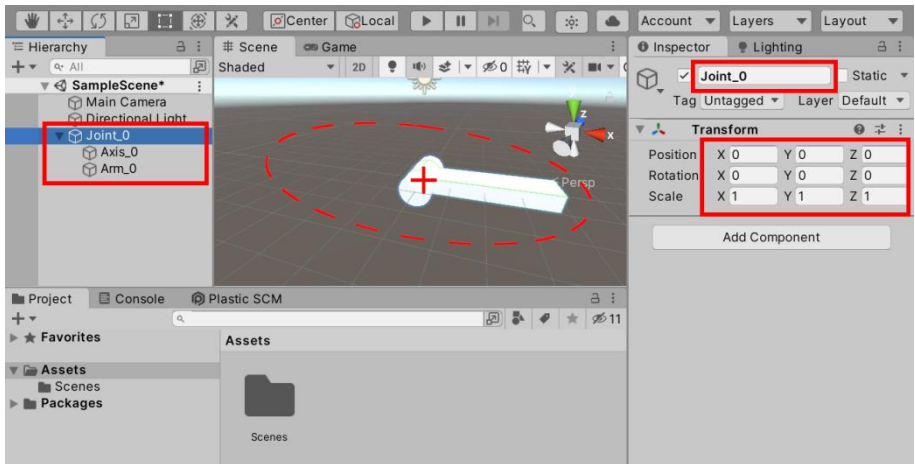 Center Local Account Layers Layout
Hierarchy
All
SampleScene*
Main Camera
Directional Light
Joint_0
Axis_0
Arm_0
Scene Game
Shaded 2D 0
y
z
x
Persp
Inspector Lighting
Joint_0 Static
Tag Untagged Layer Default
Transform
Position X 0 Y 0 Z 0
Rotation X 0 Y 0 Z 0
Scale X 1 Y 1 Z 1
Add Component
Project Console Plastic SCM
11
Favorites
Assets
Scenes
Packages
Assets
Scenes